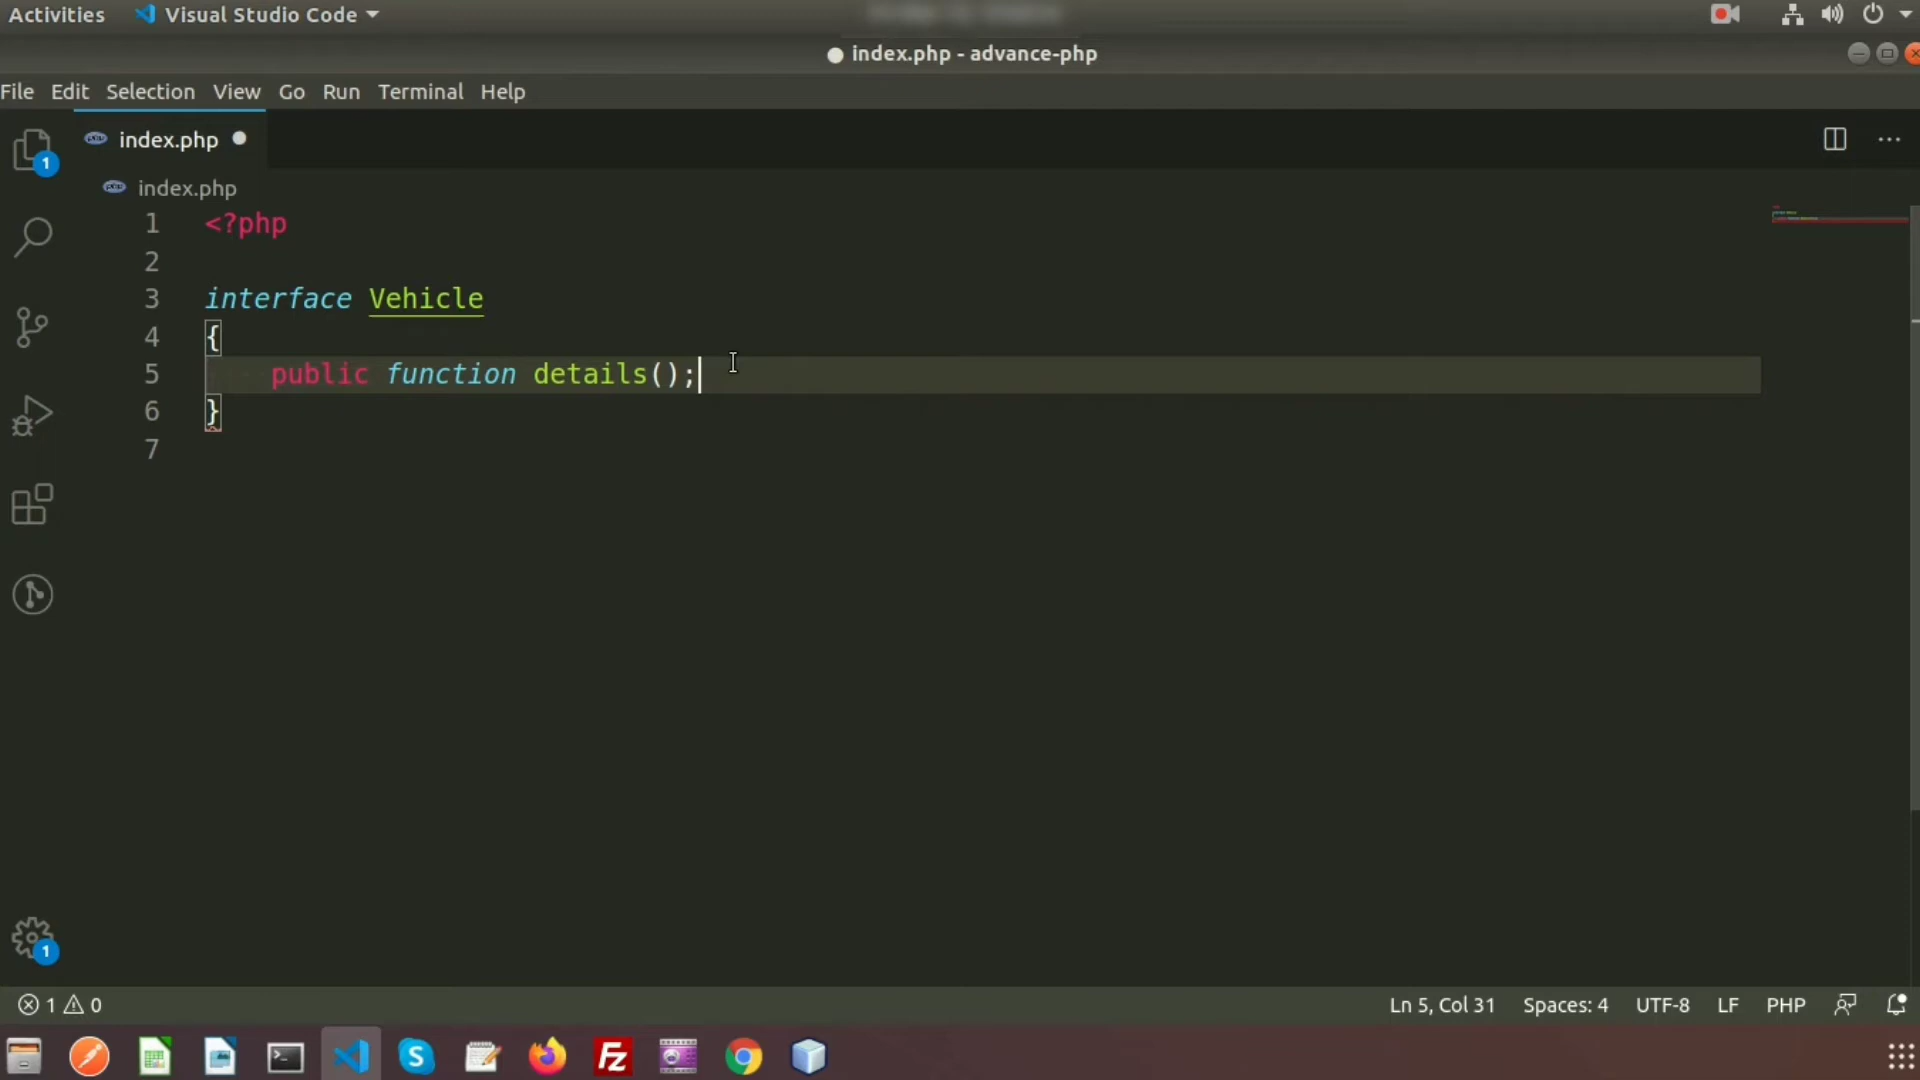 Activities Visual Studio Code
index.php - advance-php
File Edit Selection View Go Run Terminal Help
1 index.php
index.php
1 <?php
2
3 interface Vehicle
4 {
5 public function details();
6 }
7
1
1 0 Ln 5, Col 31 Spaces: 4 UTF-8 LF PHP